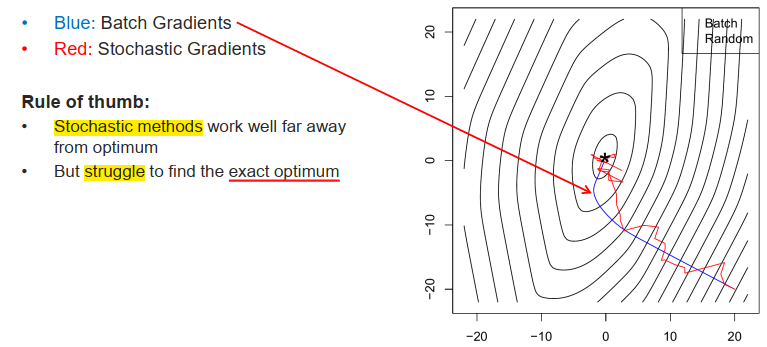 • Blue: Batch Gradients
• Red: Stochastic Gradients
Rule of thumb:
• Stochastic methods work well far away
from optimum
• But struggle to find the exact optimum
Batch
Random
20
10
0
−10
−20
−20 −10 0 10 20